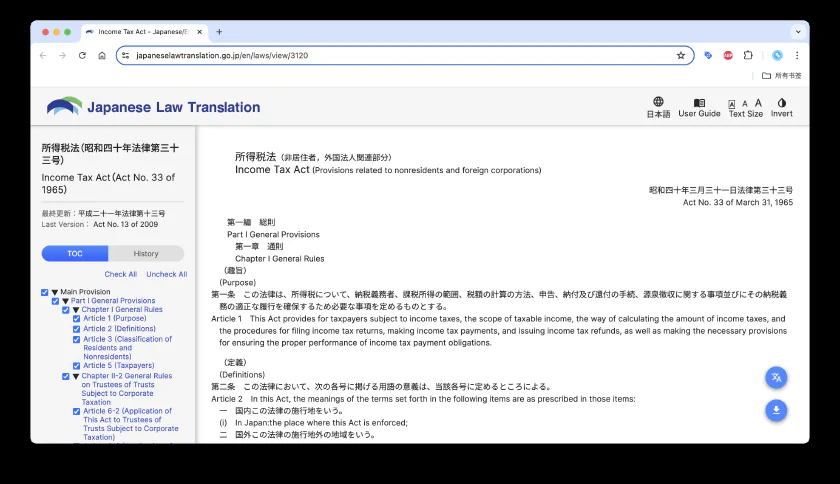 Income Tax Act - Japanese/E
japaneselawtranslation.go.jp/en/laws/view/3120
所有书签
Japanese Law Translation
日本語
User Guide
A A A
Text Size
Invert
所得税法(昭和四十年法律第三十
三号)
Income Tax Act(Act No. 33 of
1965)
最終更新：平成二十一年法律第十三号
Last Version： Act No. 13 of 2009
TOC
History
Check All Uncheck All
Main Provision
Part I General Provisions
Chapter I General Rules
Article 1 (Purpose)
Article 2 (Definitions)
Article 3 (Classification of
Residents and
Nonresidents)
Article 5 (Taxpayers)
Chapter II-2 General Rules
on Trustees of Trusts
Subject to Corporate
Taxation
Article 6-2 (Application of
This Act to Trustees of
Trusts Subject to Corporate
Taxation)
所得税法（非居住者，外国法人関連部分）
Income Tax Act (Provisions related to nonresidents and foreign corporations)
昭和四十年三月三十一日法律第三十三号
Act No. 33 of March 31, 1965
第一編　総則
Part I General Provisions
第一章　通則
Chapter I General Rules
（趣旨）
(Purpose)
第一条　この法律は、所得税について、納税義務者、課税所得の範囲、税額の計算の方法、申告、納付及び還付の手続、源泉徴収に関する事項並びにその納税義
務の適正な履行を確保するため必要な事項を定めるものとする。
Article 1 This Act provides for taxpayers subject to income taxes, the scope of taxable income, the way of calculating the amount of income taxes, and
the procedures for filing income tax returns, making income tax payments, and issuing income tax refunds, as well as making the necessary provisions
for ensuring the proper performance of income tax payment obligations.
（定義）
(Definitions)
第二条　この法律において、次の各号に掲げる用語の意義は、当該各号に定めるところによる。
Article 2 In this Act, the meanings of the terms set forth in the following items are as prescribed in those items:
一　国内この法律の施行地をいう。
(i) In Japan:the place where this Act is enforced;
二　国外この法律の施行地外の地域をいう。